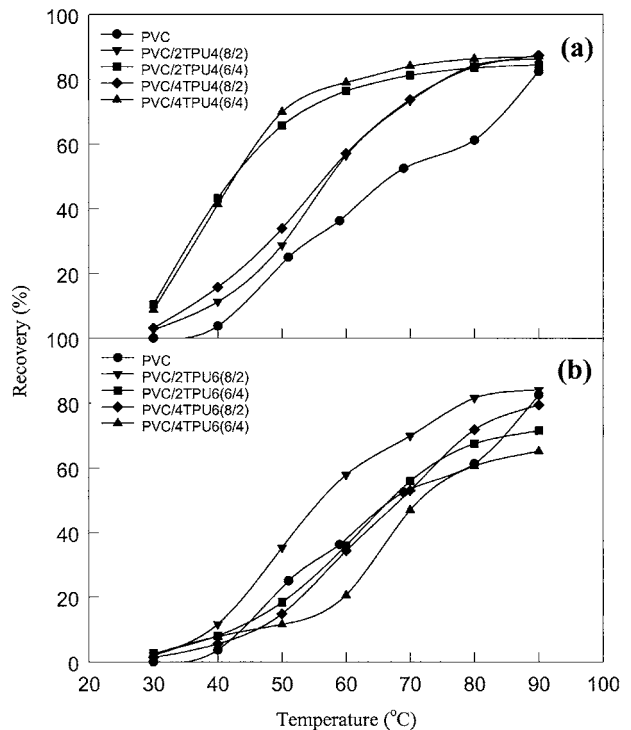 100
80
60
40
20
100
80
60
40
20
0
Recovery (%)
PVC
PVC/2TPU4(8/2)
PVC/2TPU4(6/4)
PVC/4TPU4(8/2)
PVC/4TPU4(6/4)
(a)
PVC
PVC/2TPU6(8/2)
PVC/2TPU6(6/4)
PVC/4TPU6(8/2)
PVC/4TPU6(6/4)
(b)
20 30 40 50 60 70 80 90 100
Temperature (°C)